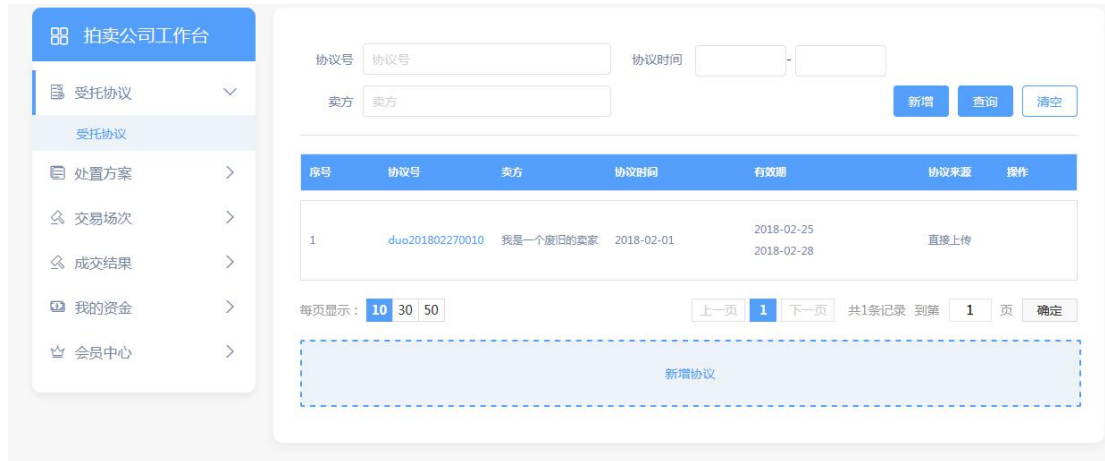 拍卖公司工作台
受托协议
受托协议
处置方案
交易场次
成交结果
我的资金
会员中心
协议号 协议号 协议时间 -
卖方 卖方 新增 查询 清空
序号 协议号 卖方 协议时间 有效期 协议来源 操作
1 duo201802270010 我是一个废旧的卖家 2018-02-01 2018-02-25 直接上传
2018-02-28
每页显示： 10 30 50 上一页 1 下一页 共1条记录 到第 1 页 确定
新增协议